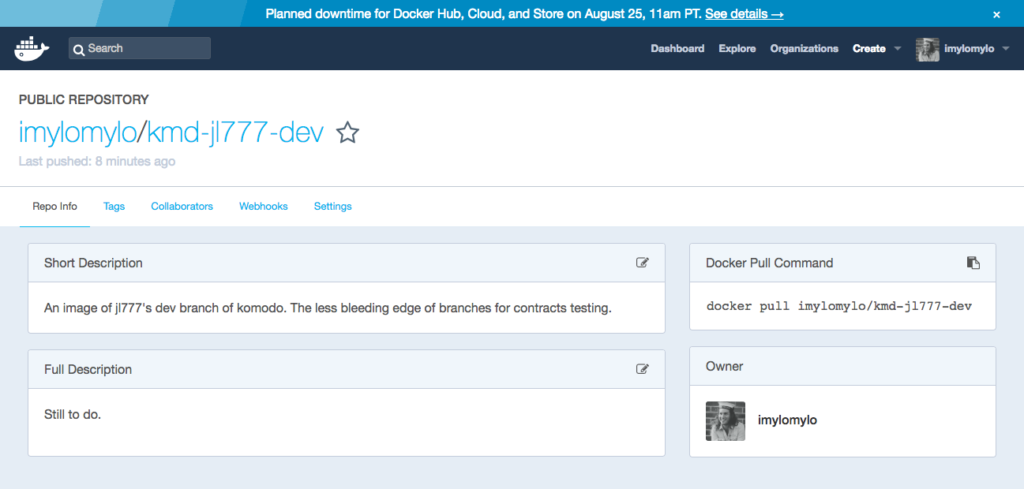 Planned downtime for Docker Hub, Cloud, and Store on August 25, 11am PT. See details → ×
Search Dashboard Explore Organizations Create imylomylo
PUBLIC REPOSITORY
imylomylo/kmd-jl777-dev
Last pushed: 8 minutes ago
Repo Info Tags Collaborators Webhooks Settings
Short Description
An image of jl777's dev branch of komodo. The less bleeding edge of branches for contracts testing.
Full Description
Still to do.
Docker Pull Command
docker pull imylomylo/kmd-jl777-dev
Owner
imylomylo